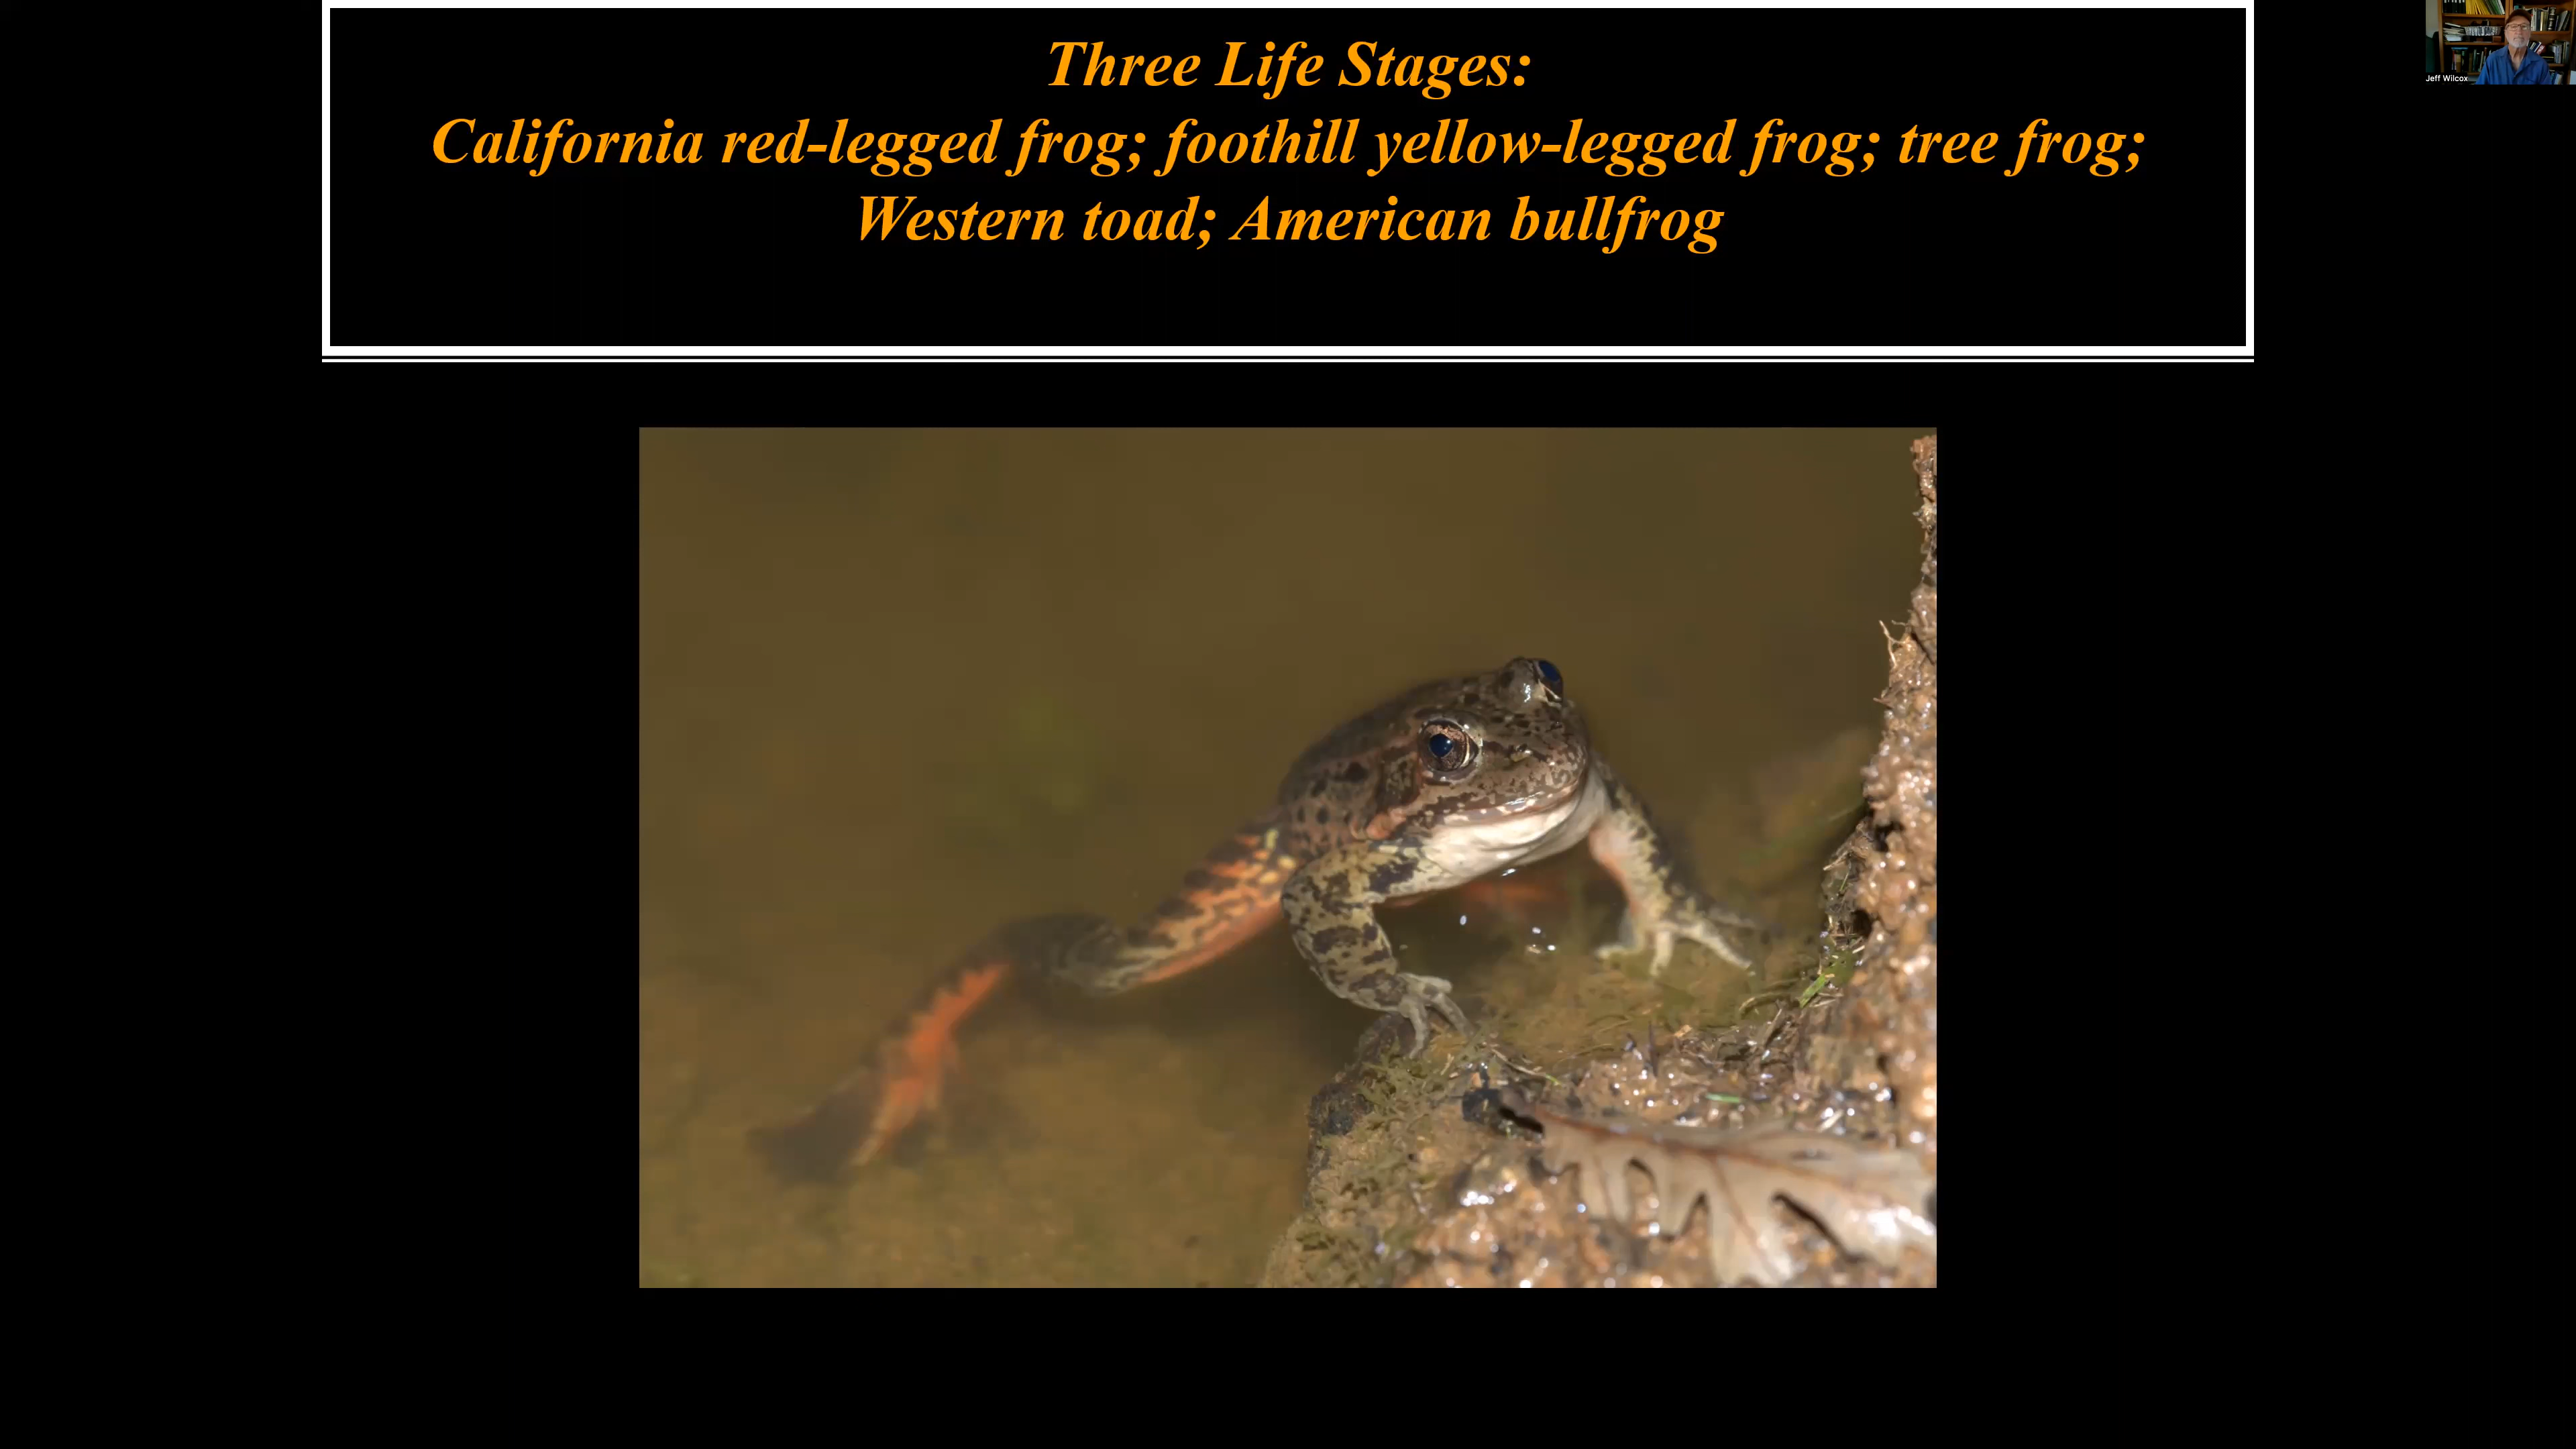 Three Life Stages:
California red-legged frog; foothill yellow-legged frog; tree frog;
Western toad; American bullfrog
Jeff Wilcox